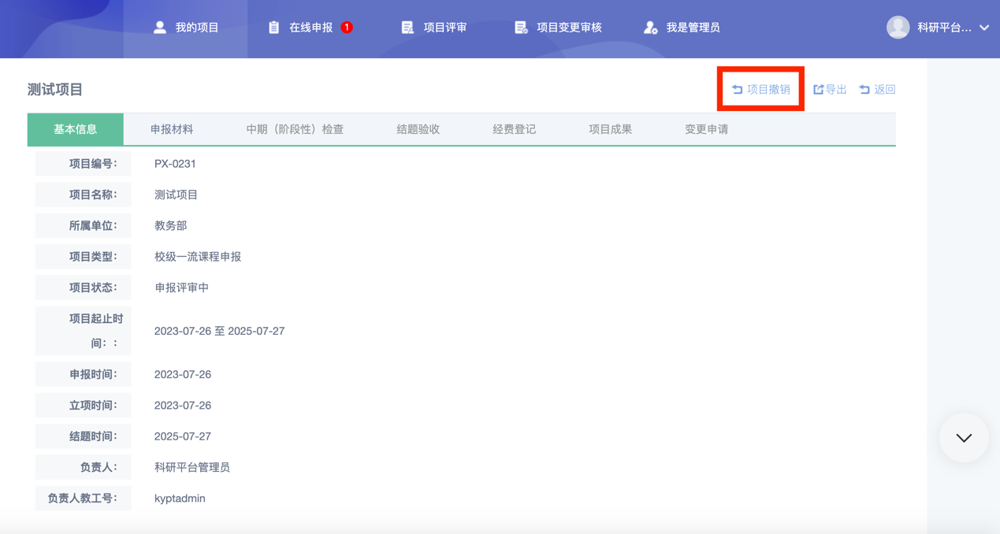 我的项目 在线申报 1 项目评审 项目变更审核 我是管理员 科研平台...
测试项目 项目撤销 导出 返回
基本信息 申报材料 中期（阶段性）检查 结题验收 经费登记 项目成果 变更申请
项目编号： PX-0231
项目名称： 测试项目
所属单位： 教务部
项目类型： 校级一流课程申报
项目状态： 申报评审中
项目起止时
间：： 2023-07-26 至 2025-07-27
申报时间： 2023-07-26
立项时间： 2023-07-26
结题时间： 2025-07-27
负责人： 科研平台管理员
负责人教工号： kyptadmin